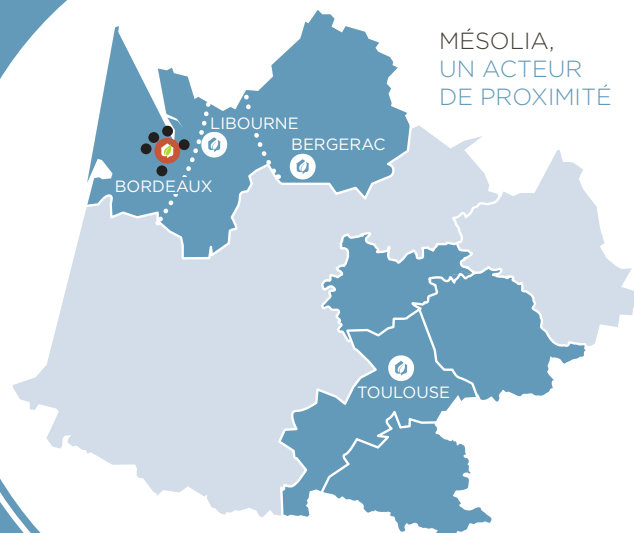 MÉSOLIA,
UN ACTEUR
DE PROXIMITÉ
LIBOURNE
BERGERAC
BORDEAUX
TOULOUSE